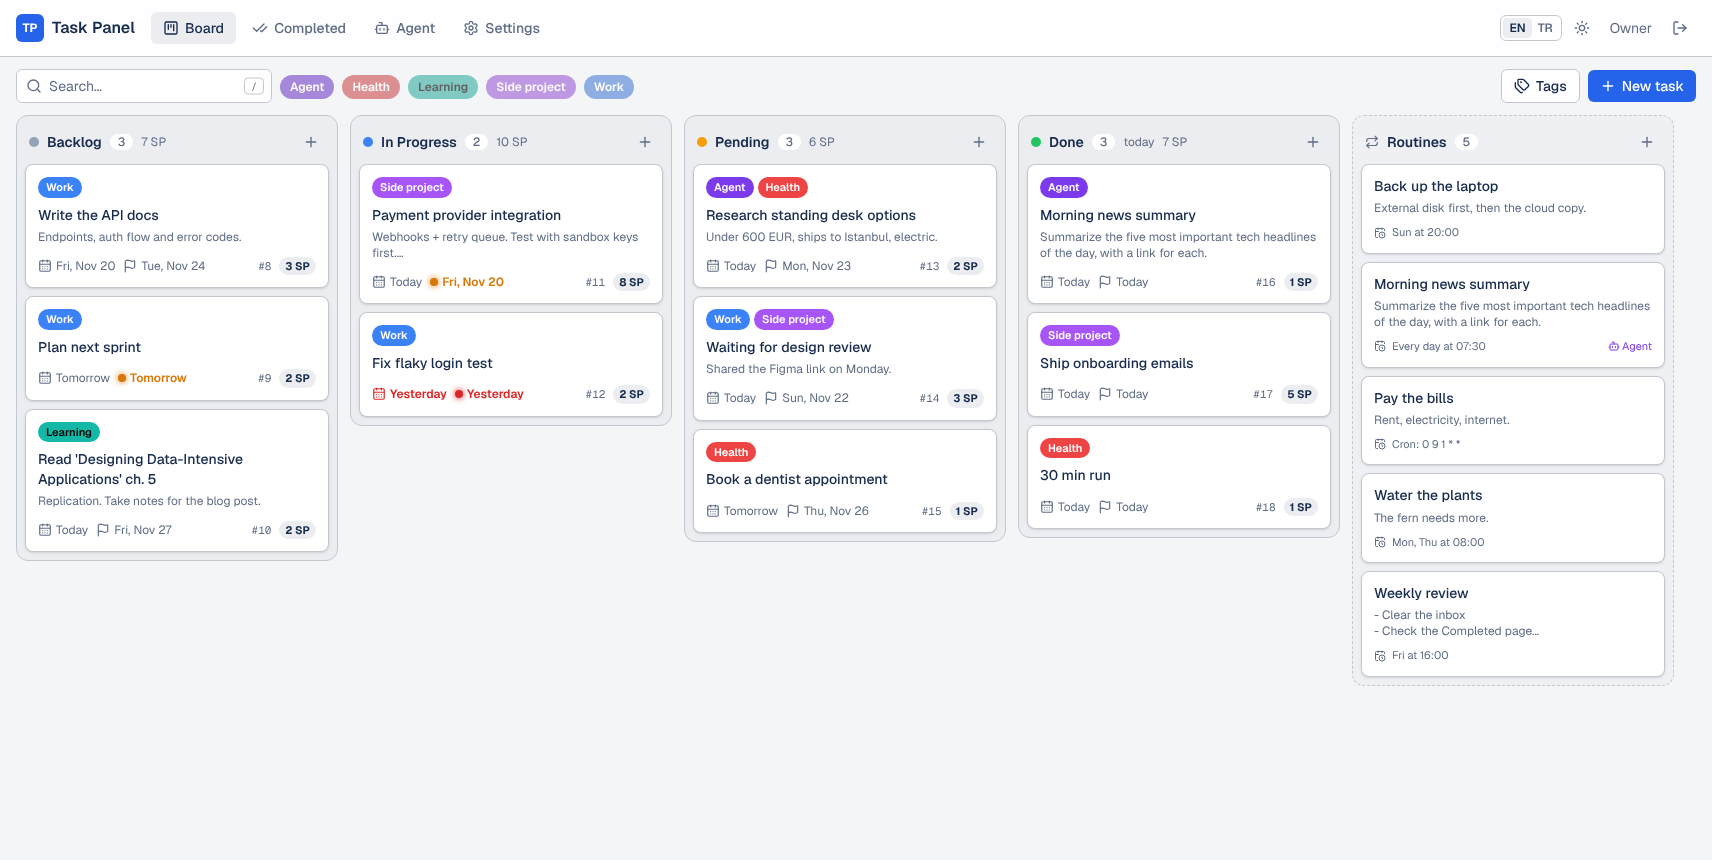 TP Task Panel Board Completed Agent Settings EN TR Owner
Search... / Agent Health Learning Side project Work Tags New task
Backlog 3 7 SP
Work
Write the API docs
Endpoints, auth flow and error codes.
Fri, Nov 20 Tue, Nov 24 #8 3 SP
Work
Plan next sprint
Tomorrow Tomorrow #9 2 SP
Learning
Read 'Designing Data-Intensive
Applications' ch. 5
Replication. Take notes for the blog post.
Today Fri, Nov 27 #10 2 SP
In Progress 2 10 SP
Side project
Payment provider integration
Webhooks + retry queue. Test with sandbox keys
first....
Today Fri, Nov 20 #11 8 SP
Work
Fix flaky login test
Yesterday Yesterday #12 2 SP
Pending 3 6 SP
Agent Health
Research standing desk options
Under 600 EUR, ships to Istanbul, electric.
Today Mon, Nov 23 #13 2 SP
Work Side project
Waiting for design review
Shared the Figma link on Monday.
Today Sun, Nov 22 #14 3 SP
Health
Book a dentist appointment
Tomorrow Thu, Nov 26 #15 1 SP
Done 3 today 7 SP
Agent
Morning news summary
Summarize the five most important tech headlines
of the day, with a link for each.
Today Today #16 1 SP
Side project
Ship onboarding emails
Today Today #17 5 SP
Health
30 min run
Today Today #18 1 SP
Routines 5
Back up the laptop
External disk first, then the cloud copy.
Sun at 20:00
Morning news summary
Summarize the five most important tech headlines
of the day, with a link for each.
Every day at 07:30 Agent
Pay the bills
Rent, electricity, internet.
Cron: 0 9 1 * *
Water the plants
The fern needs more.
Mon, Thu at 08:00
Weekly review
- Clear the inbox
- Check the Completed page...
Fri at 16:00